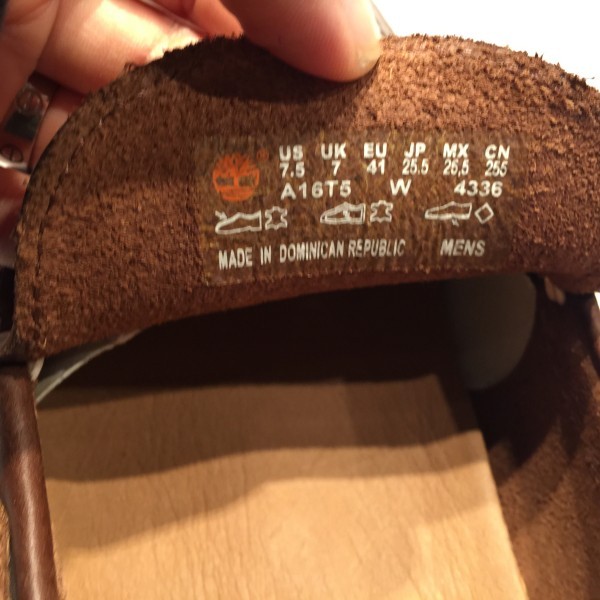 US UK EU JP MX CN
7.5 7 41 25.5 26,5 255
A16T5 W 4336
MADE IN DOMINICAN REPUBLIC MENS